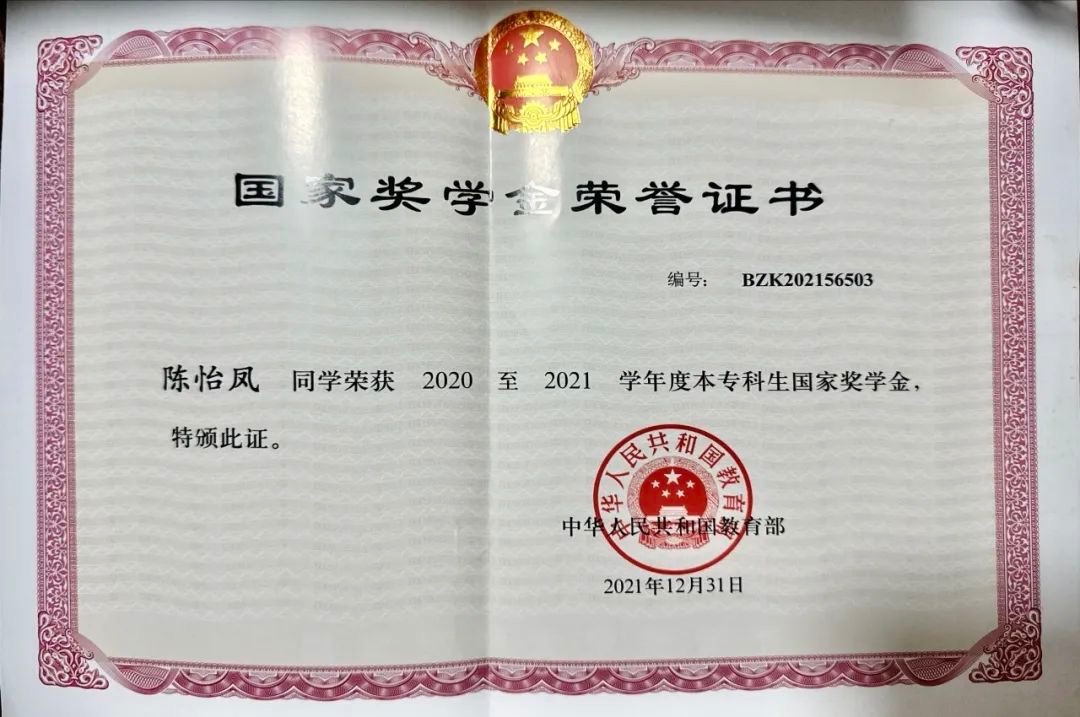 国家奖学金荣誉证书
编号： BZK202156503
陈怡凤 同学荣获 2020 至 2021 学年度本专科生国家奖学金，
特颁此证。
中华人民共和国教育部
中华人民共和国教育部
2021年12月31日